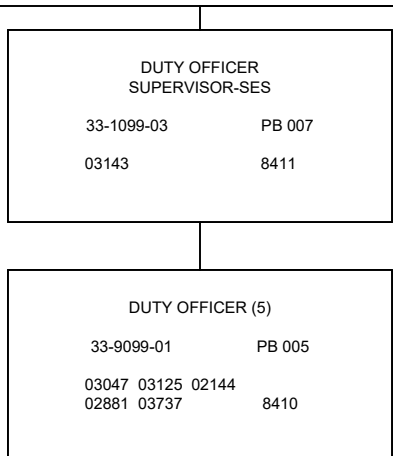 DUTY OFFICER
SUPERVISOR-SES
33-1099-03 PB 007
03143 8411
DUTY OFFICER (5)
33-9099-01 PB 005
03047 03125 02144
02881 03737 8410